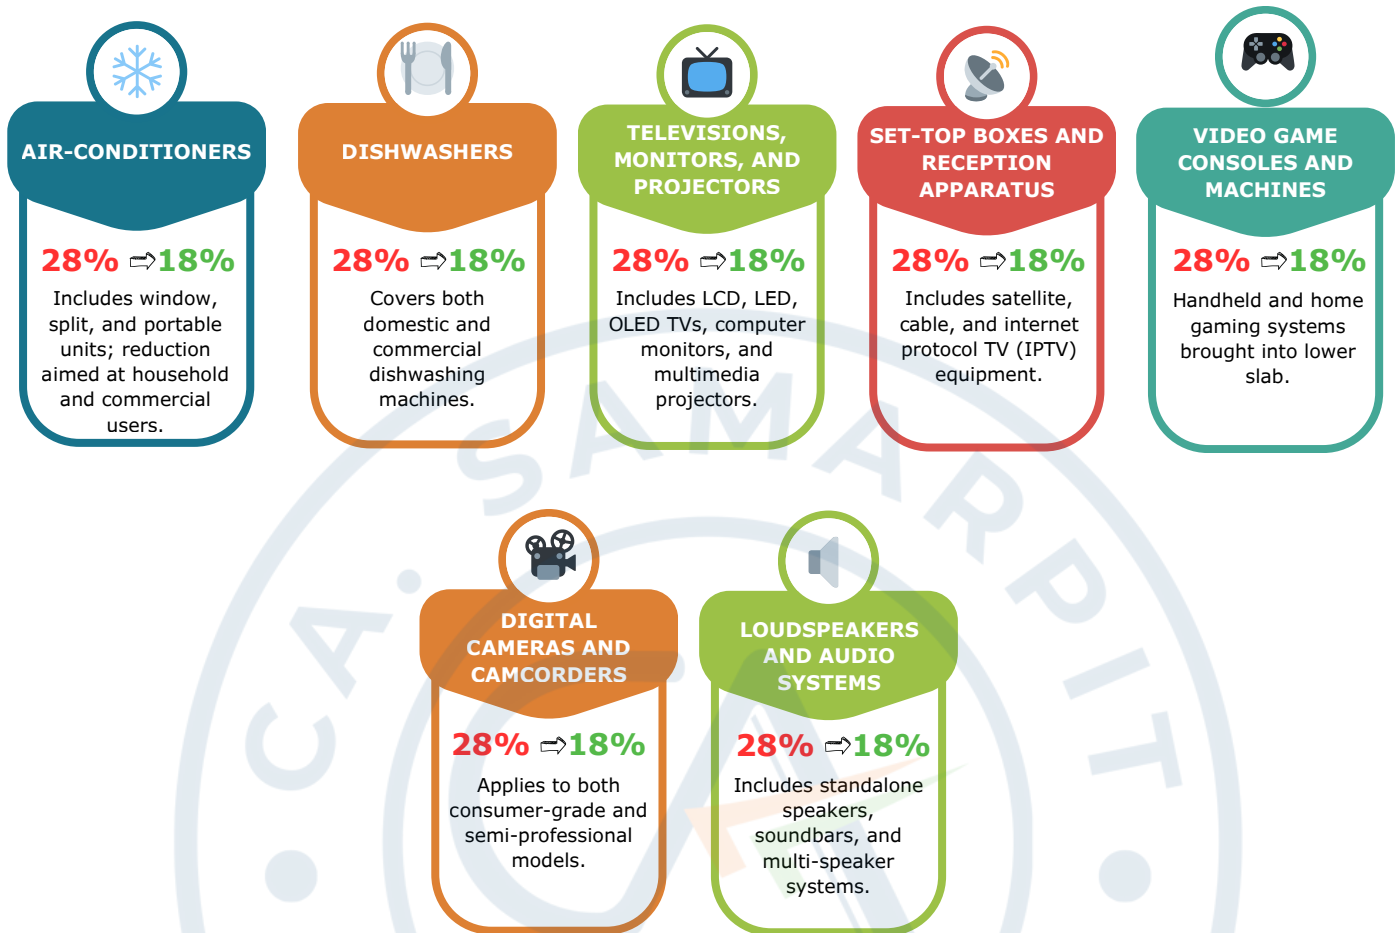 AIR-CONDITIONERS
28% ⇨18%
Includes window,
split, and portable
units; reduction
aimed at household
and commercial
users.
DISHWASHERS
28% ⇨18%
Covers both
domestic and
commercial
dishwashing
machines.
TELEVISIONS,
MONITORS, AND
PROJECTORS
28% ⇨18%
Includes LCD, LED,
OLED TVs, computer
monitors, and
multimedia
projectors.
SET-TOP BOXES AND
RECEPTION
APPARATUS
28% ⇨18%
Includes satellite,
cable, and internet
protocol TV (IPTV)
equipment.
VIDEO GAME
CONSOLES AND
MACHINES
28% ⇨18%
Handheld and home
gaming systems
brought into lower
slab.
DIGITAL
CAMERAS AND
CAMCORDERS
28% ⇨18%
Applies to both
consumer-grade and
semi-professional
models.
LOUDSPEAKERS
AND AUDIO
SYSTEMS
28% ⇨18%
Includes standalone
speakers,
soundbars, and
multi-speaker
systems.
CA. SAMARPIT